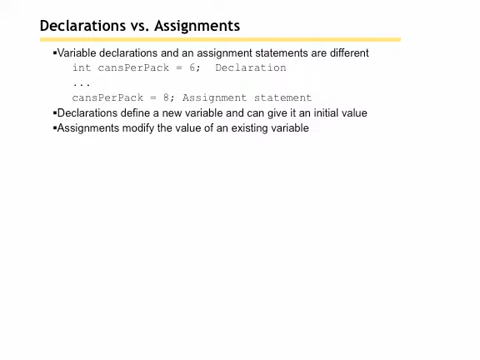 Declarations vs. Assignments
▪Variable declarations and an assignment statements are different
int cansPerPack = 6;  Declaration
...
cansPerPack = 8; Assignment statement
▪Declarations define a new variable and can give it an initial value
▪Assignments modify the value of an existing variable